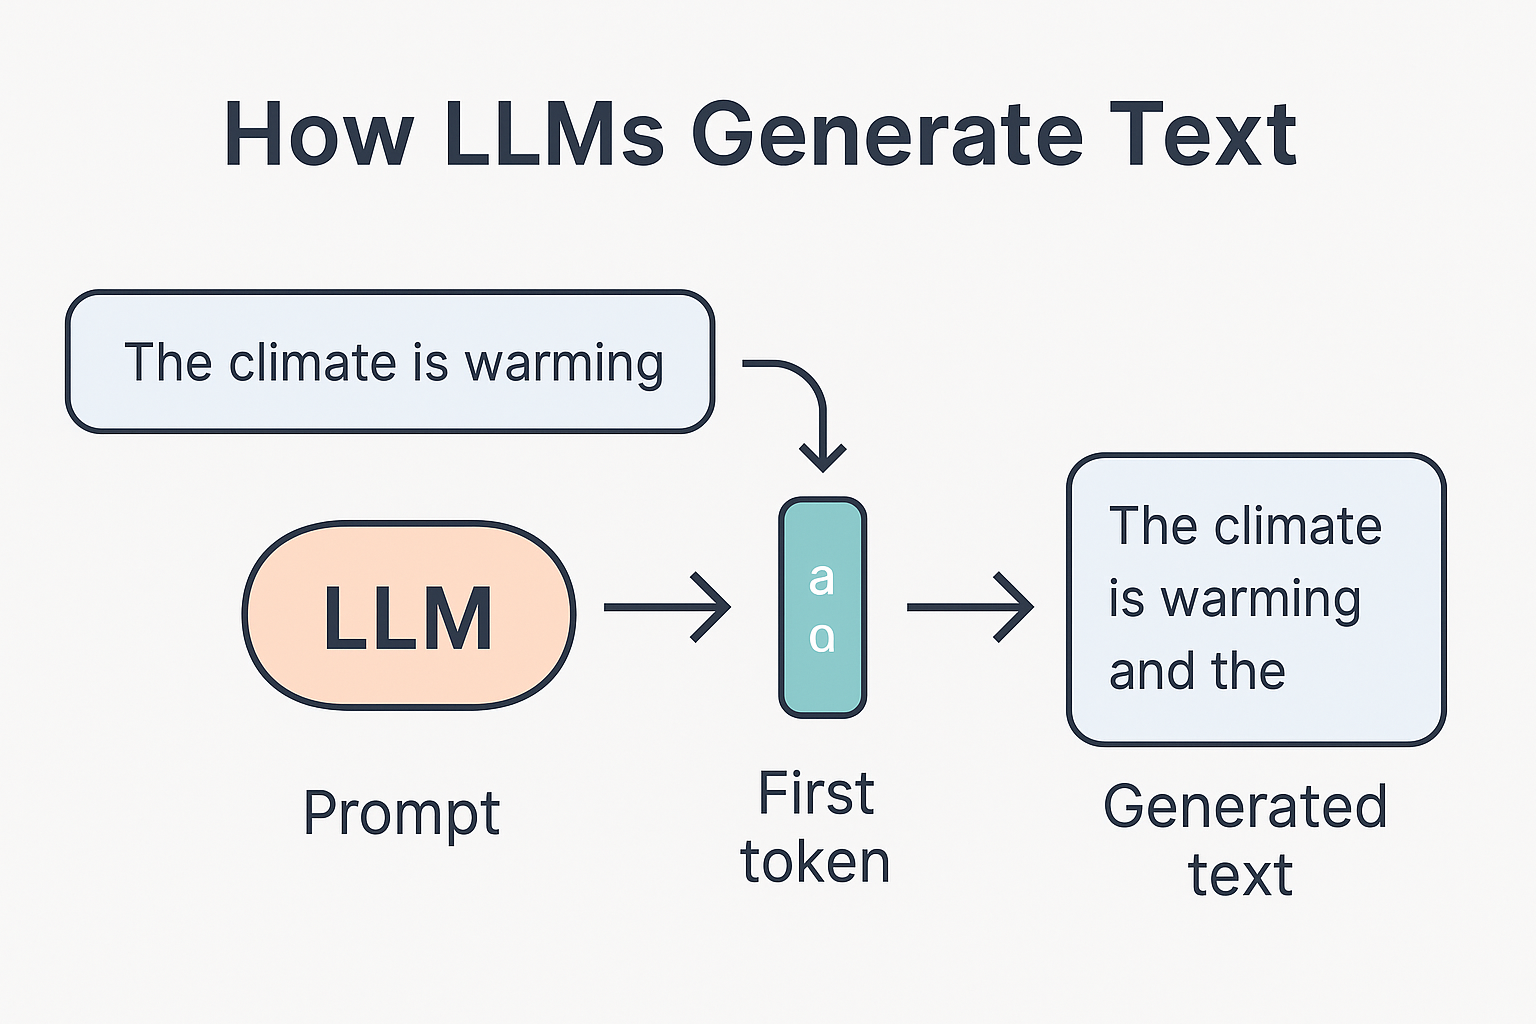 How LLMs Generate Text
The climate is warming
LLM
a
ɑ
The climate
is warming
and the
Prompt
First
token
Generated
text